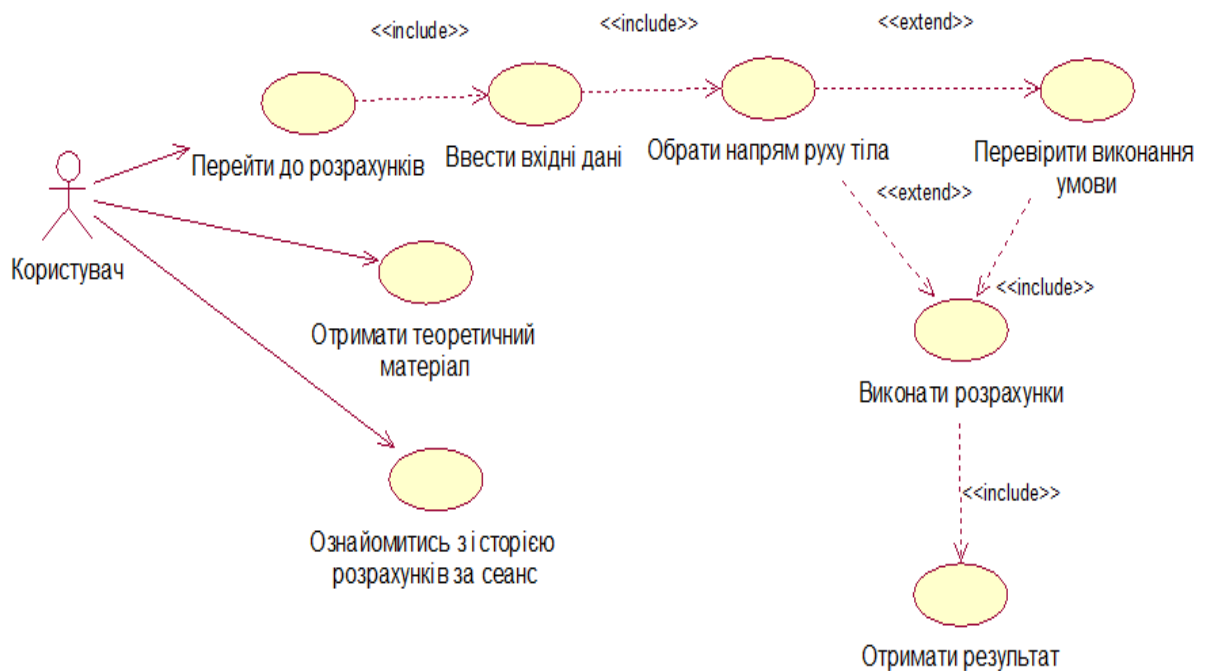 <<include>>
<<include>>
<<extend>>
Перейти до розрахунків
Ввести вхідні дані
Обрати напрям руху тіла
Перевірити виконання
умови
<<extend>>
Користувач
<<include>>
Отримати теоретичний
матеріал
Виконати розрахунки
<<include>>
Ознайомитись з історією
розрахунків за сеанс
Отримати результат